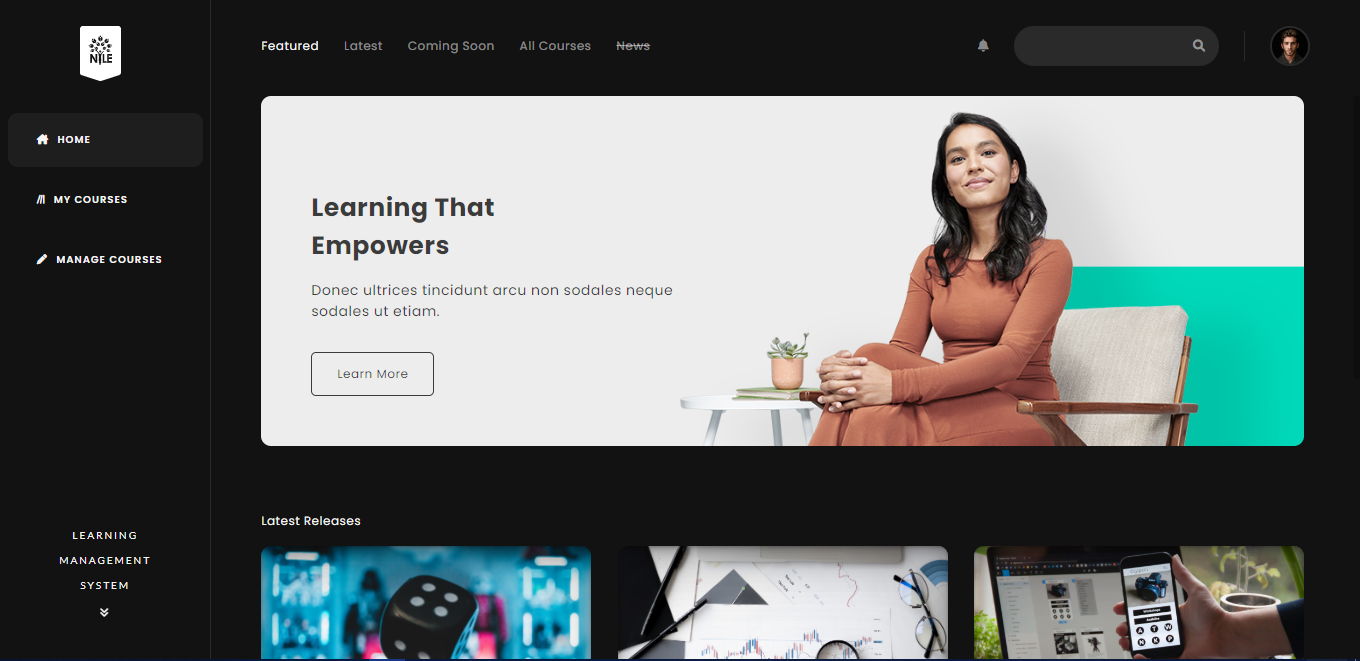 NILE
Featured
Latest
Coming Soon
All Courses
News
HOME
MY COURSES
MANAGE COURSES
Learning That
Empowers
Donec ultrices tincidunt arcu non sodales neque
sodales ut etiam.
Learn More
LEARNING
MANAGEMENT
SYSTEM
Latest Releases